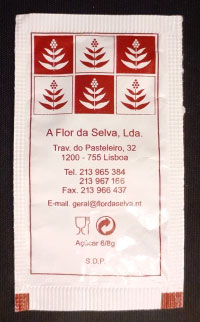 A Flor da Selva, Lda.
Trav. do Pasteleiro, 32
1200 - 755 Lisboa
Tel. 213 965 384
213 967 166
Fax. 213 966 437
E-mail. geral@flordaselva.nt
Açúcar 6/8g
S.O.P.